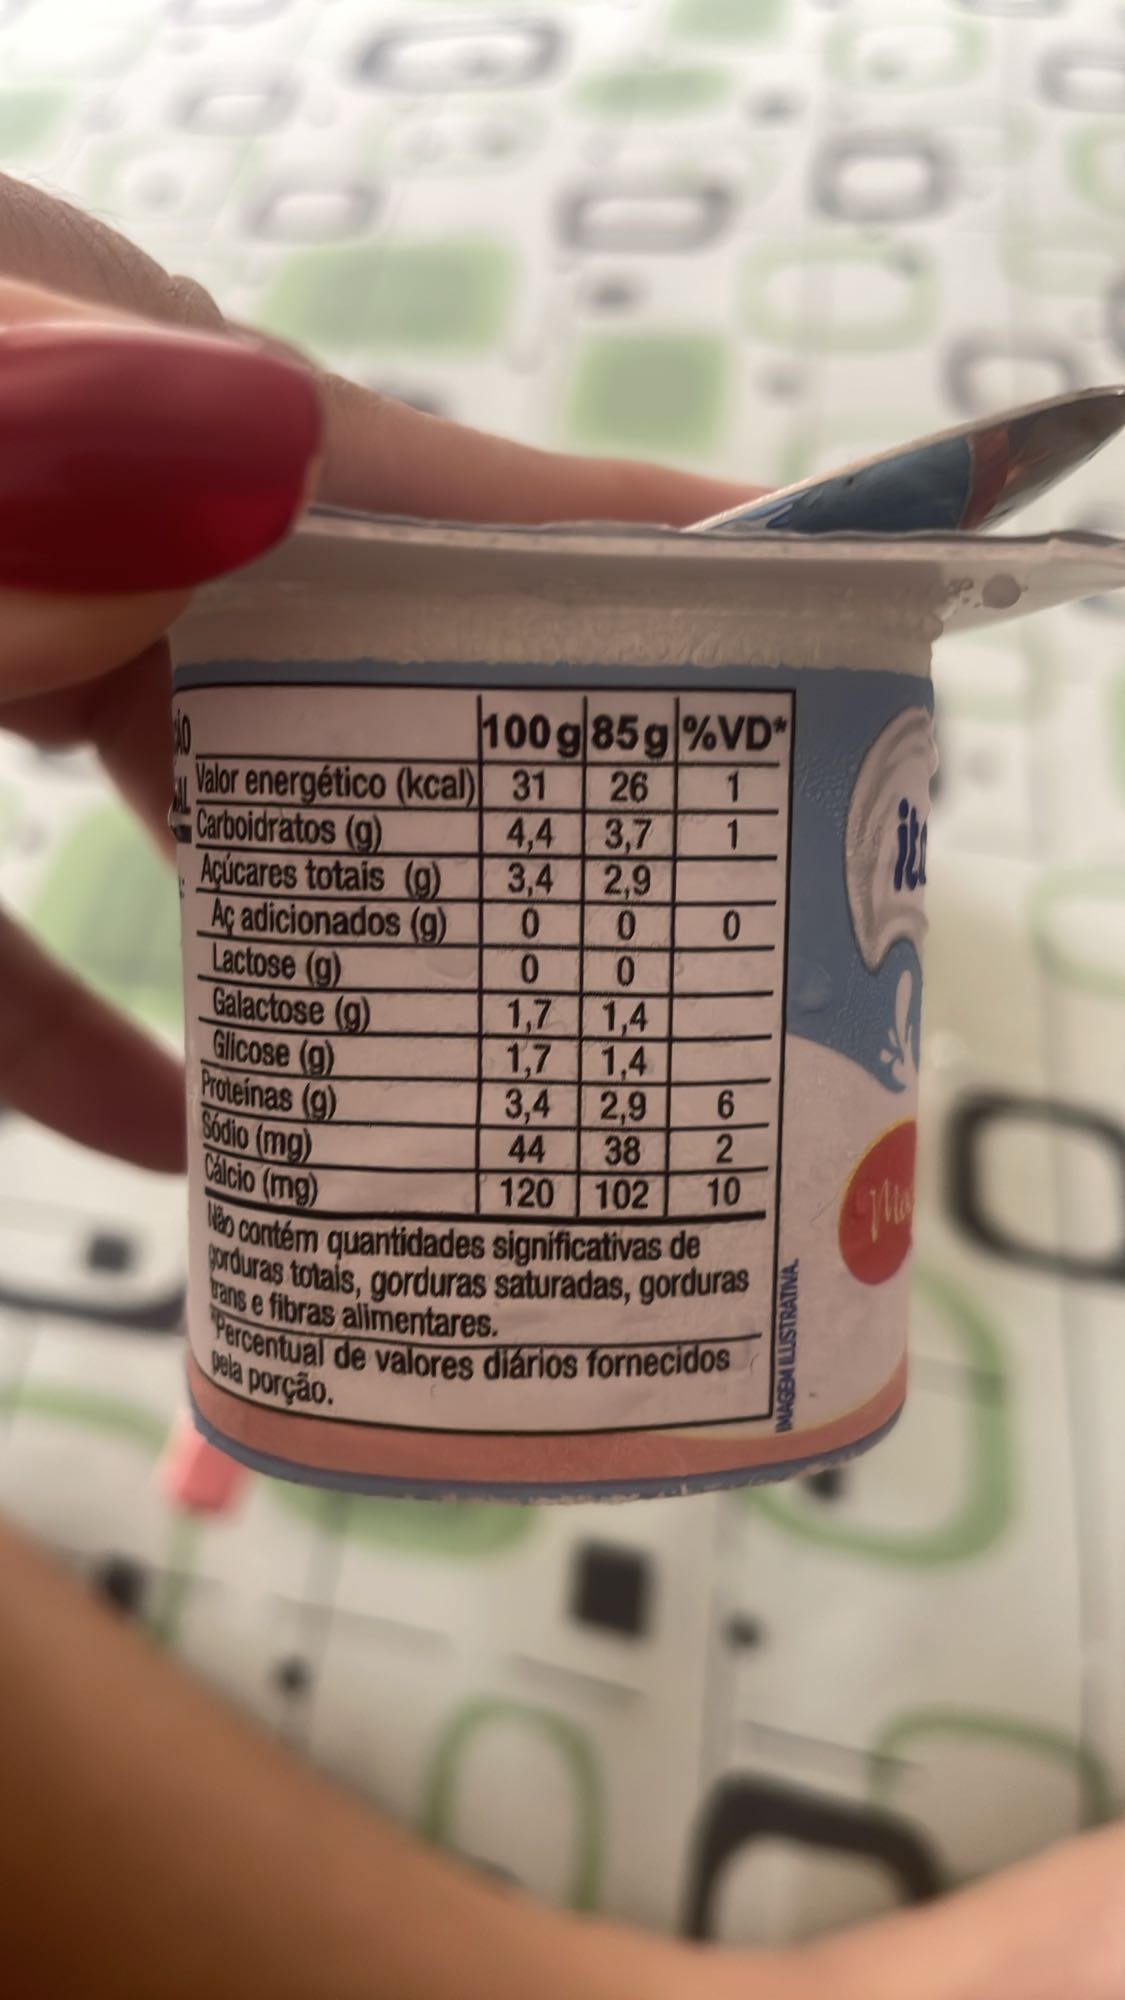 100 g 85 g %VD*
Valor energético (kcal) 31 26 1
Carboidratos (g) 4,4 3,7 1
Açúcares totais (g) 3,4 2,9
Aç adicionados (g) 0 0 0
Lactose (g) 0 0
Galactose (g) 1,7 1,4
Glicose (g) 1,7 1,4
Proteínas (g) 3,4 2,9 6
Sódio (mg) 44 38 2
Cálcio (mg) 120 102 10
Não contém quantidades significativas de
gorduras totais, gorduras saturadas, gorduras
trans e fibras alimentares.
*Percentual de valores diários fornecidos
pela porção.
IMAGEM ILUSTRATIVA.